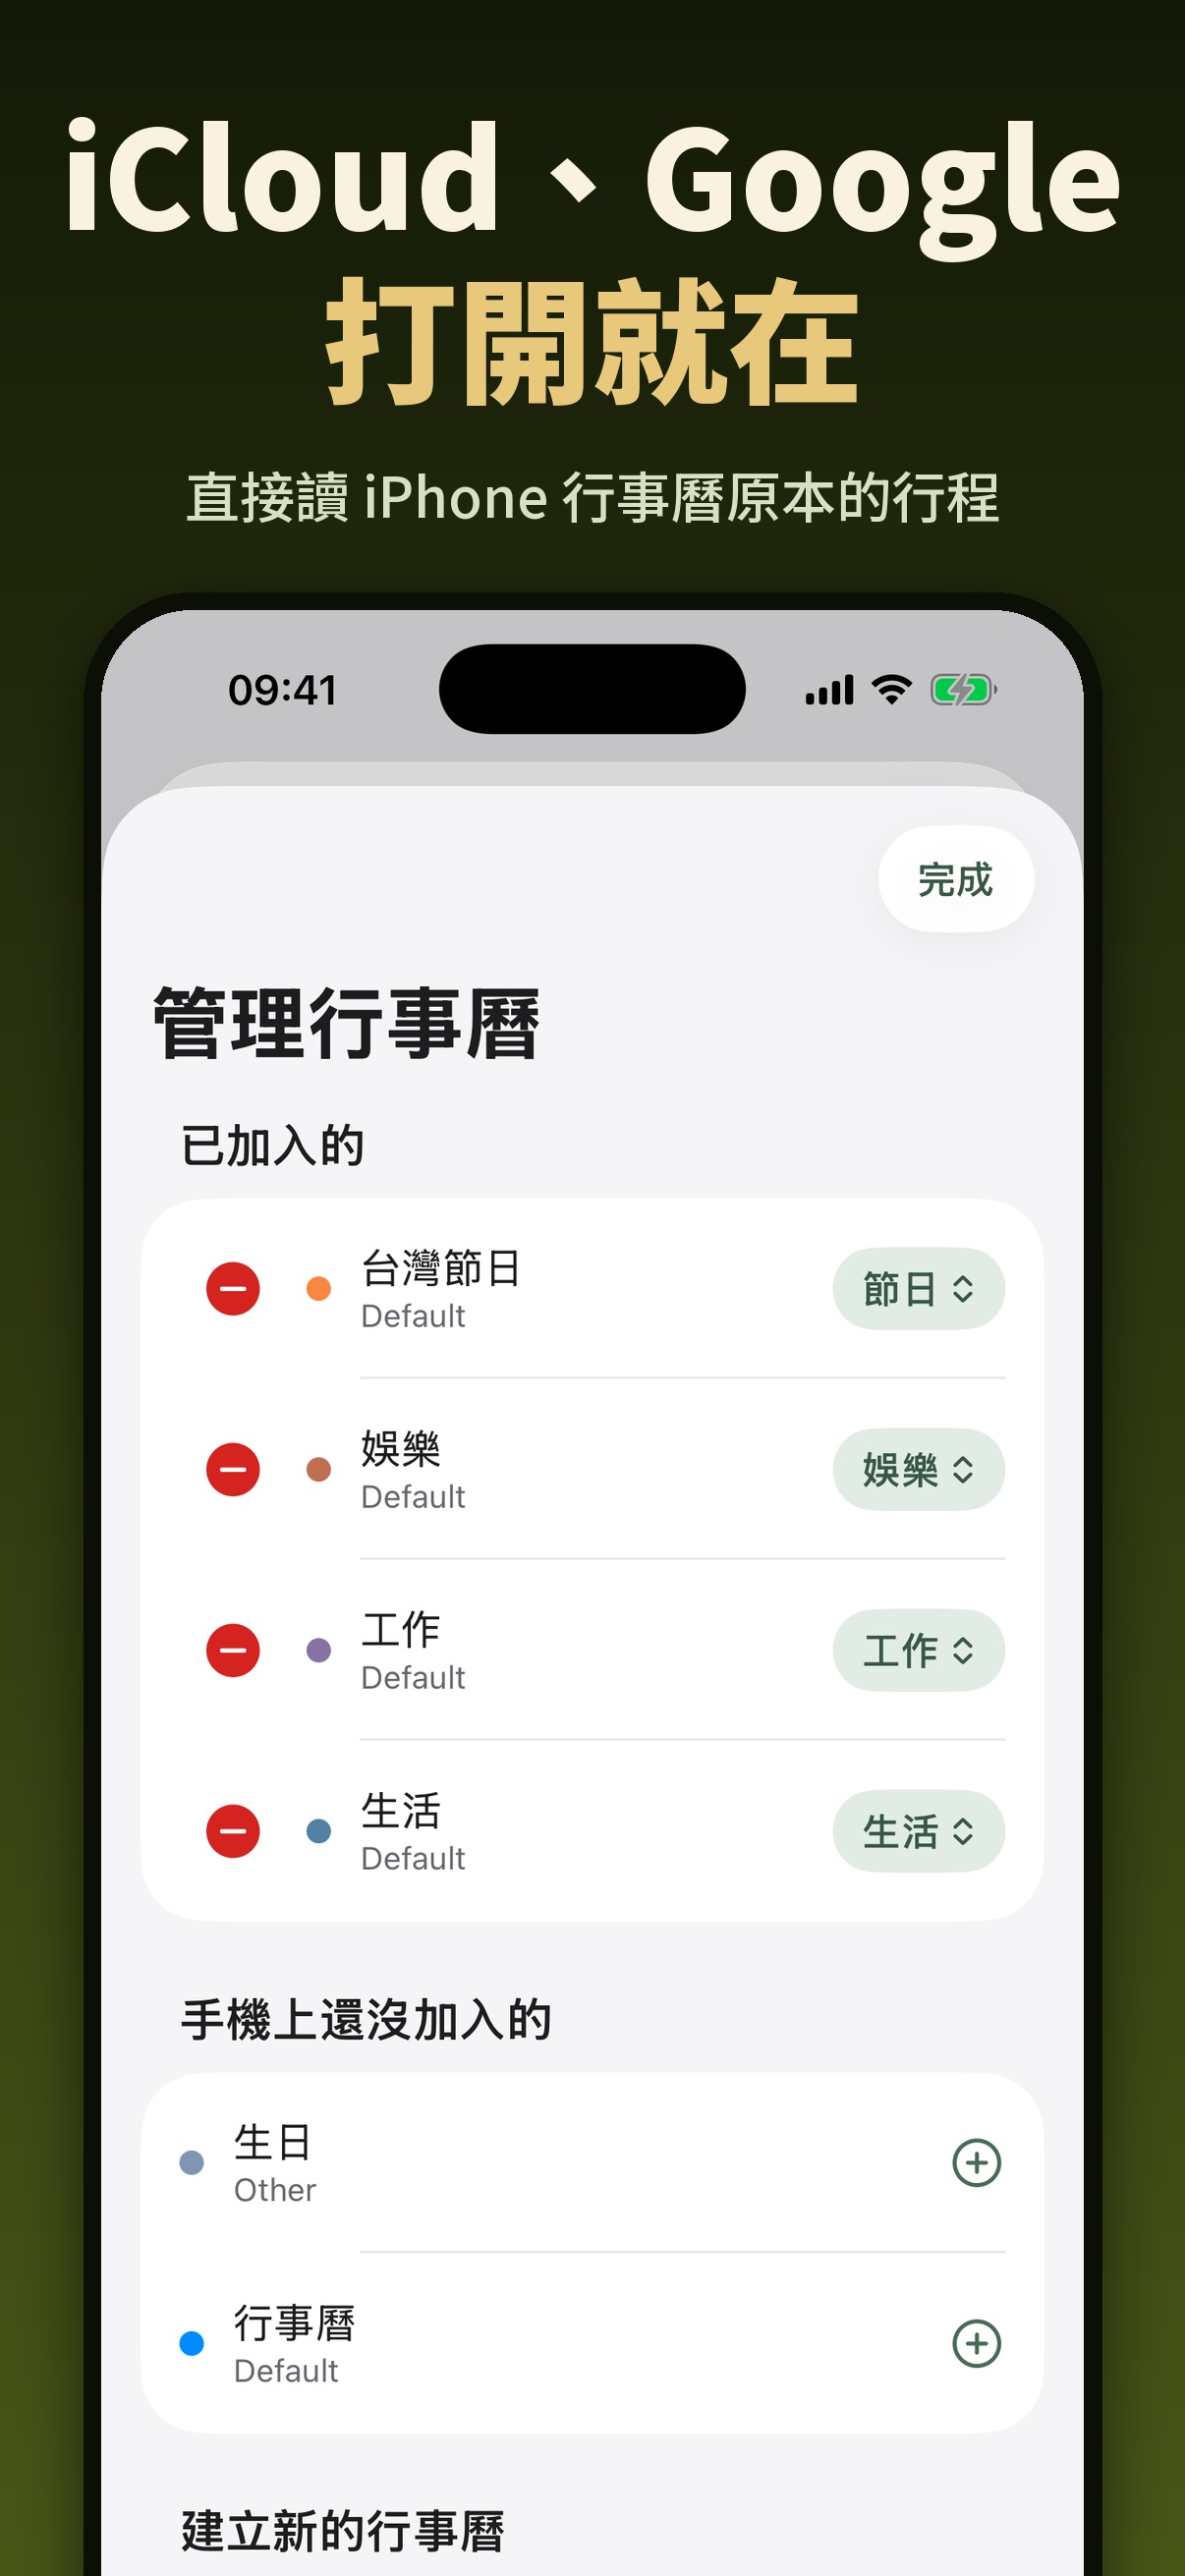 iCloud、Google
打開就在
直接讀 iPhone 行事曆原本的行程
09:41
完成
管理行事曆
已加入的
台灣節日
Default
節日
娛樂
Default
娛樂
工作
Default
工作
生活
Default
生活
手機上還沒加入的
生日
Other
行事曆
Default
建立新的行事曆